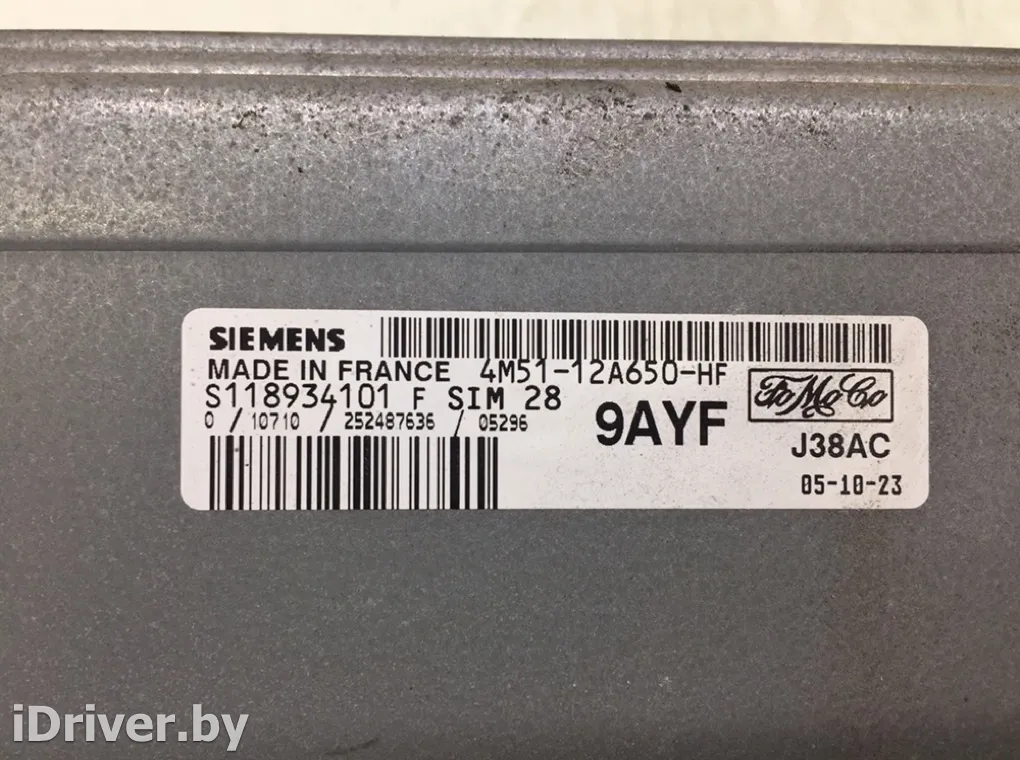 SIEMENS
MADE IN FRANCE 4M51-12A650-HF
S118934101 F SIM 28
0 / 10710 / 252487636 / 05296
9AYF
FoMoCo
J38AC
05-10-23
iDriver.by